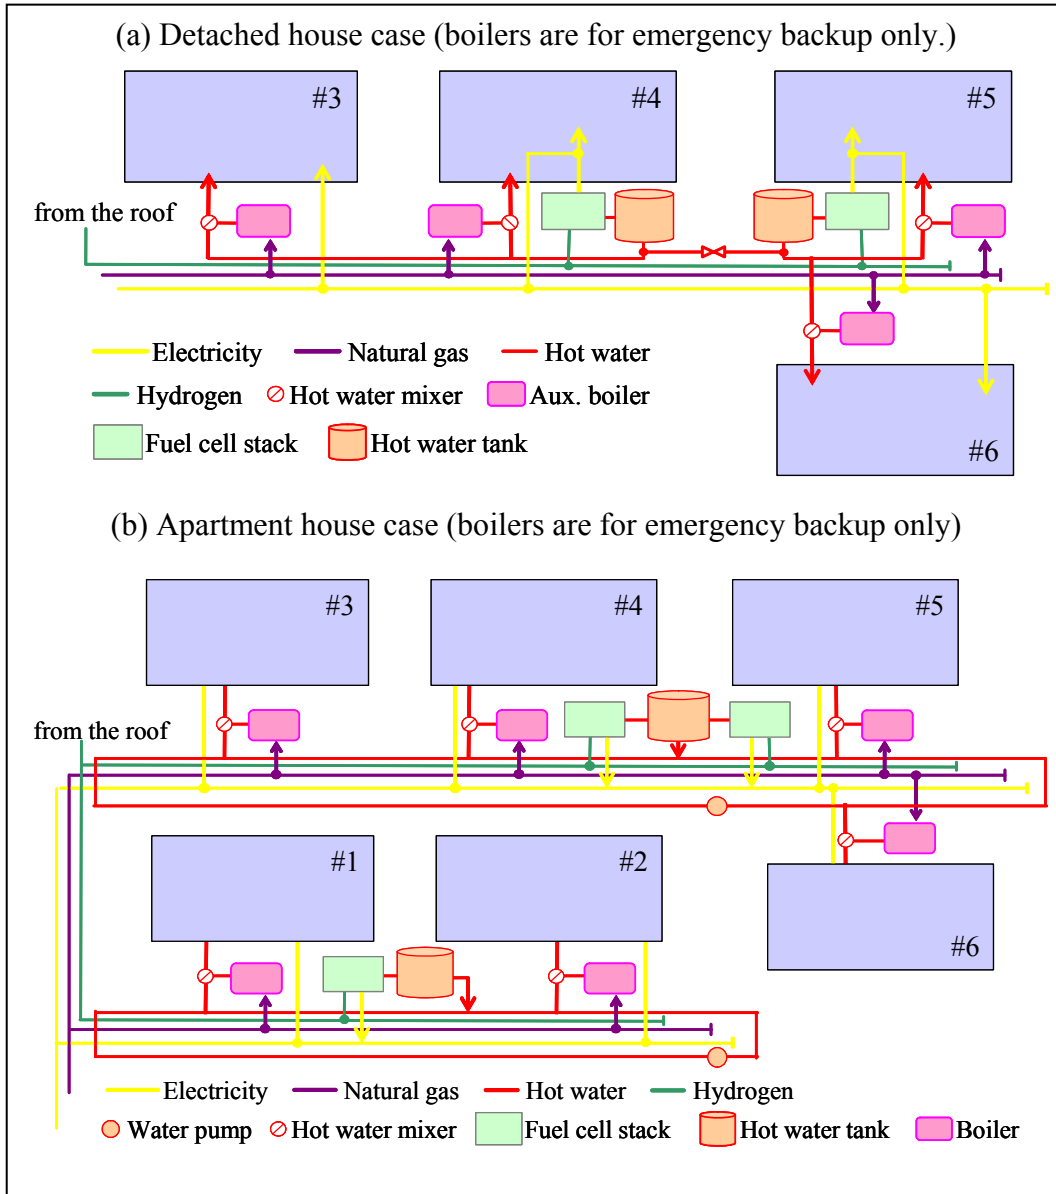 (a) Detached house case (boilers are for emergency backup only.)
#3
#4
#5
from the roof
Electricity
Natural gas
Hot water
Hydrogen
Hot water mixer
Aux. boiler
Fuel cell stack
Hot water tank
#6
(b) Apartment house case (boilers are for emergency backup only)
#3
#4
#5
from the roof
#1
#2
#6
Electricity
Natural gas
Hot water
Hydrogen
Water pump
Hot water mixer
Fuel cell stack
Hot water tank
Boiler